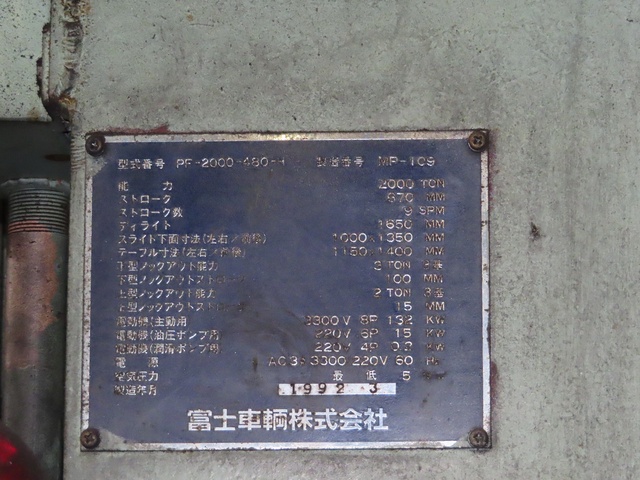 型式番号 PF-2000-480-H 製造番号 MP-109
能力 2000 TON
ストローク 670 MM
ストローク数 9 SPM
ダイハイト 1650 MM
スライド下面寸法(左右/前後) 1000×1350 MM
テーブル寸法(左右/前後) 1150×1400 MM
下型ノックアウト能力 TON
下型ノックアウトストローク 100 MM
上型ノックアウト能力 2 TON
上型ノックアウトストローク 15 MM
電動機(主動用) 3300V 8P 132 KW
電動機(油圧ポンプ用) 220V 6P 15 KW
電動機(潤滑ポンプ用) 220V 4P KW
電源 AC 3300/220V 60 Hz
空気圧力 最低 5
製造年月 1992 3
富士車輌株式会社